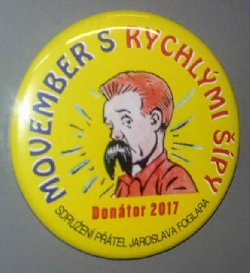 MOVEMBER S RYCHLÝMI ŠÍPY
Donátor 2017
SDRUŽENÍ PŘÁTEL JAROSLAVA FOGLARA